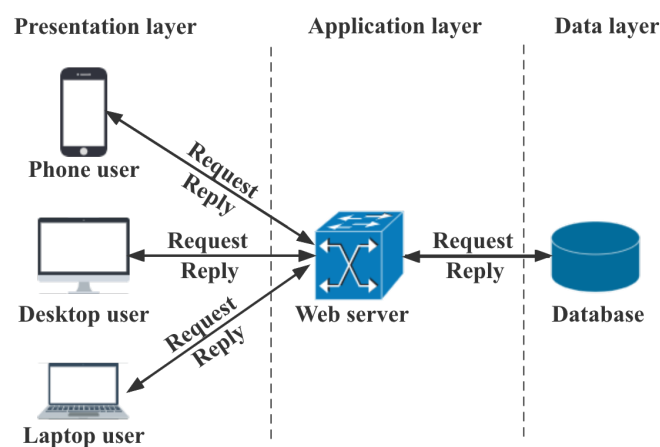 Presentation layer
Application layer
Data layer
Phone user
Request
Reply
Request
Reply
Desktop user
Request
Reply
Laptop user
Web server
Request
Reply
Database